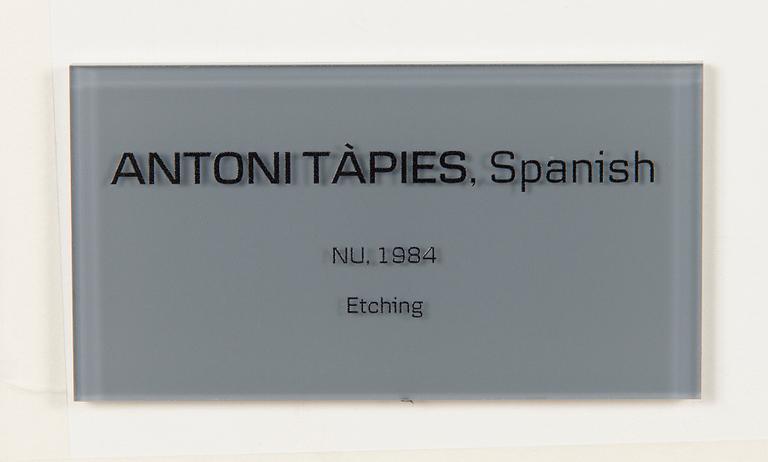 ANTONI TÀPIES, Spanish
NU, 1984
Etching